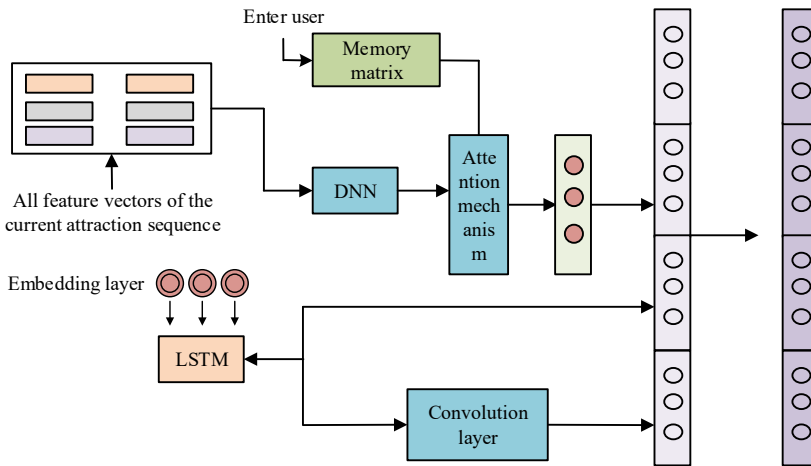 Enter user
Memory
matrix
All feature vectors of the
current attraction sequence
DNN
Atte
ntion
mech
anis
m
Embedding layer
LSTM
Convolution
layer